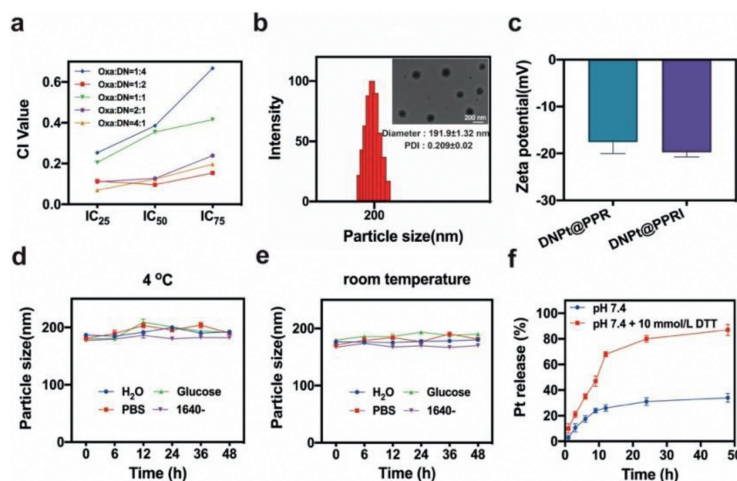 a
CI Value
0.6
0.4
0.2
0.0
Oxa:DN=1:4
Oxa:DN=1:2
Oxa:DN=1:1
Oxa:DN=2:1
Oxa:DN=4:1
IC25
IC50
IC75
b
Intensity
100
50
0
200 nm
Diameter : 191.9±1.32 nm
PDI : 0.209±0.02
200
Particle size(nm)
c
Zeta potential(mV)
0
-10
-20
-30
DNPt@PPR
DNPt@PPRI
d
4 °C
Particle size(nm)
200
100
0
H2O
Glucose
PBS
1640-
0 6 12 24 36 48
Time (h)
e
room temperature
Particle size(nm)
200
100
0
H2O
Glucose
PBS
1640-
0 6 12 24 36 48
Time (h)
f
Pt release (%)
100
80
60
40
20
0
pH 7.4
pH 7.4 + 10 mmol/L DTT
0 10 20 30 40 50
Time (h)